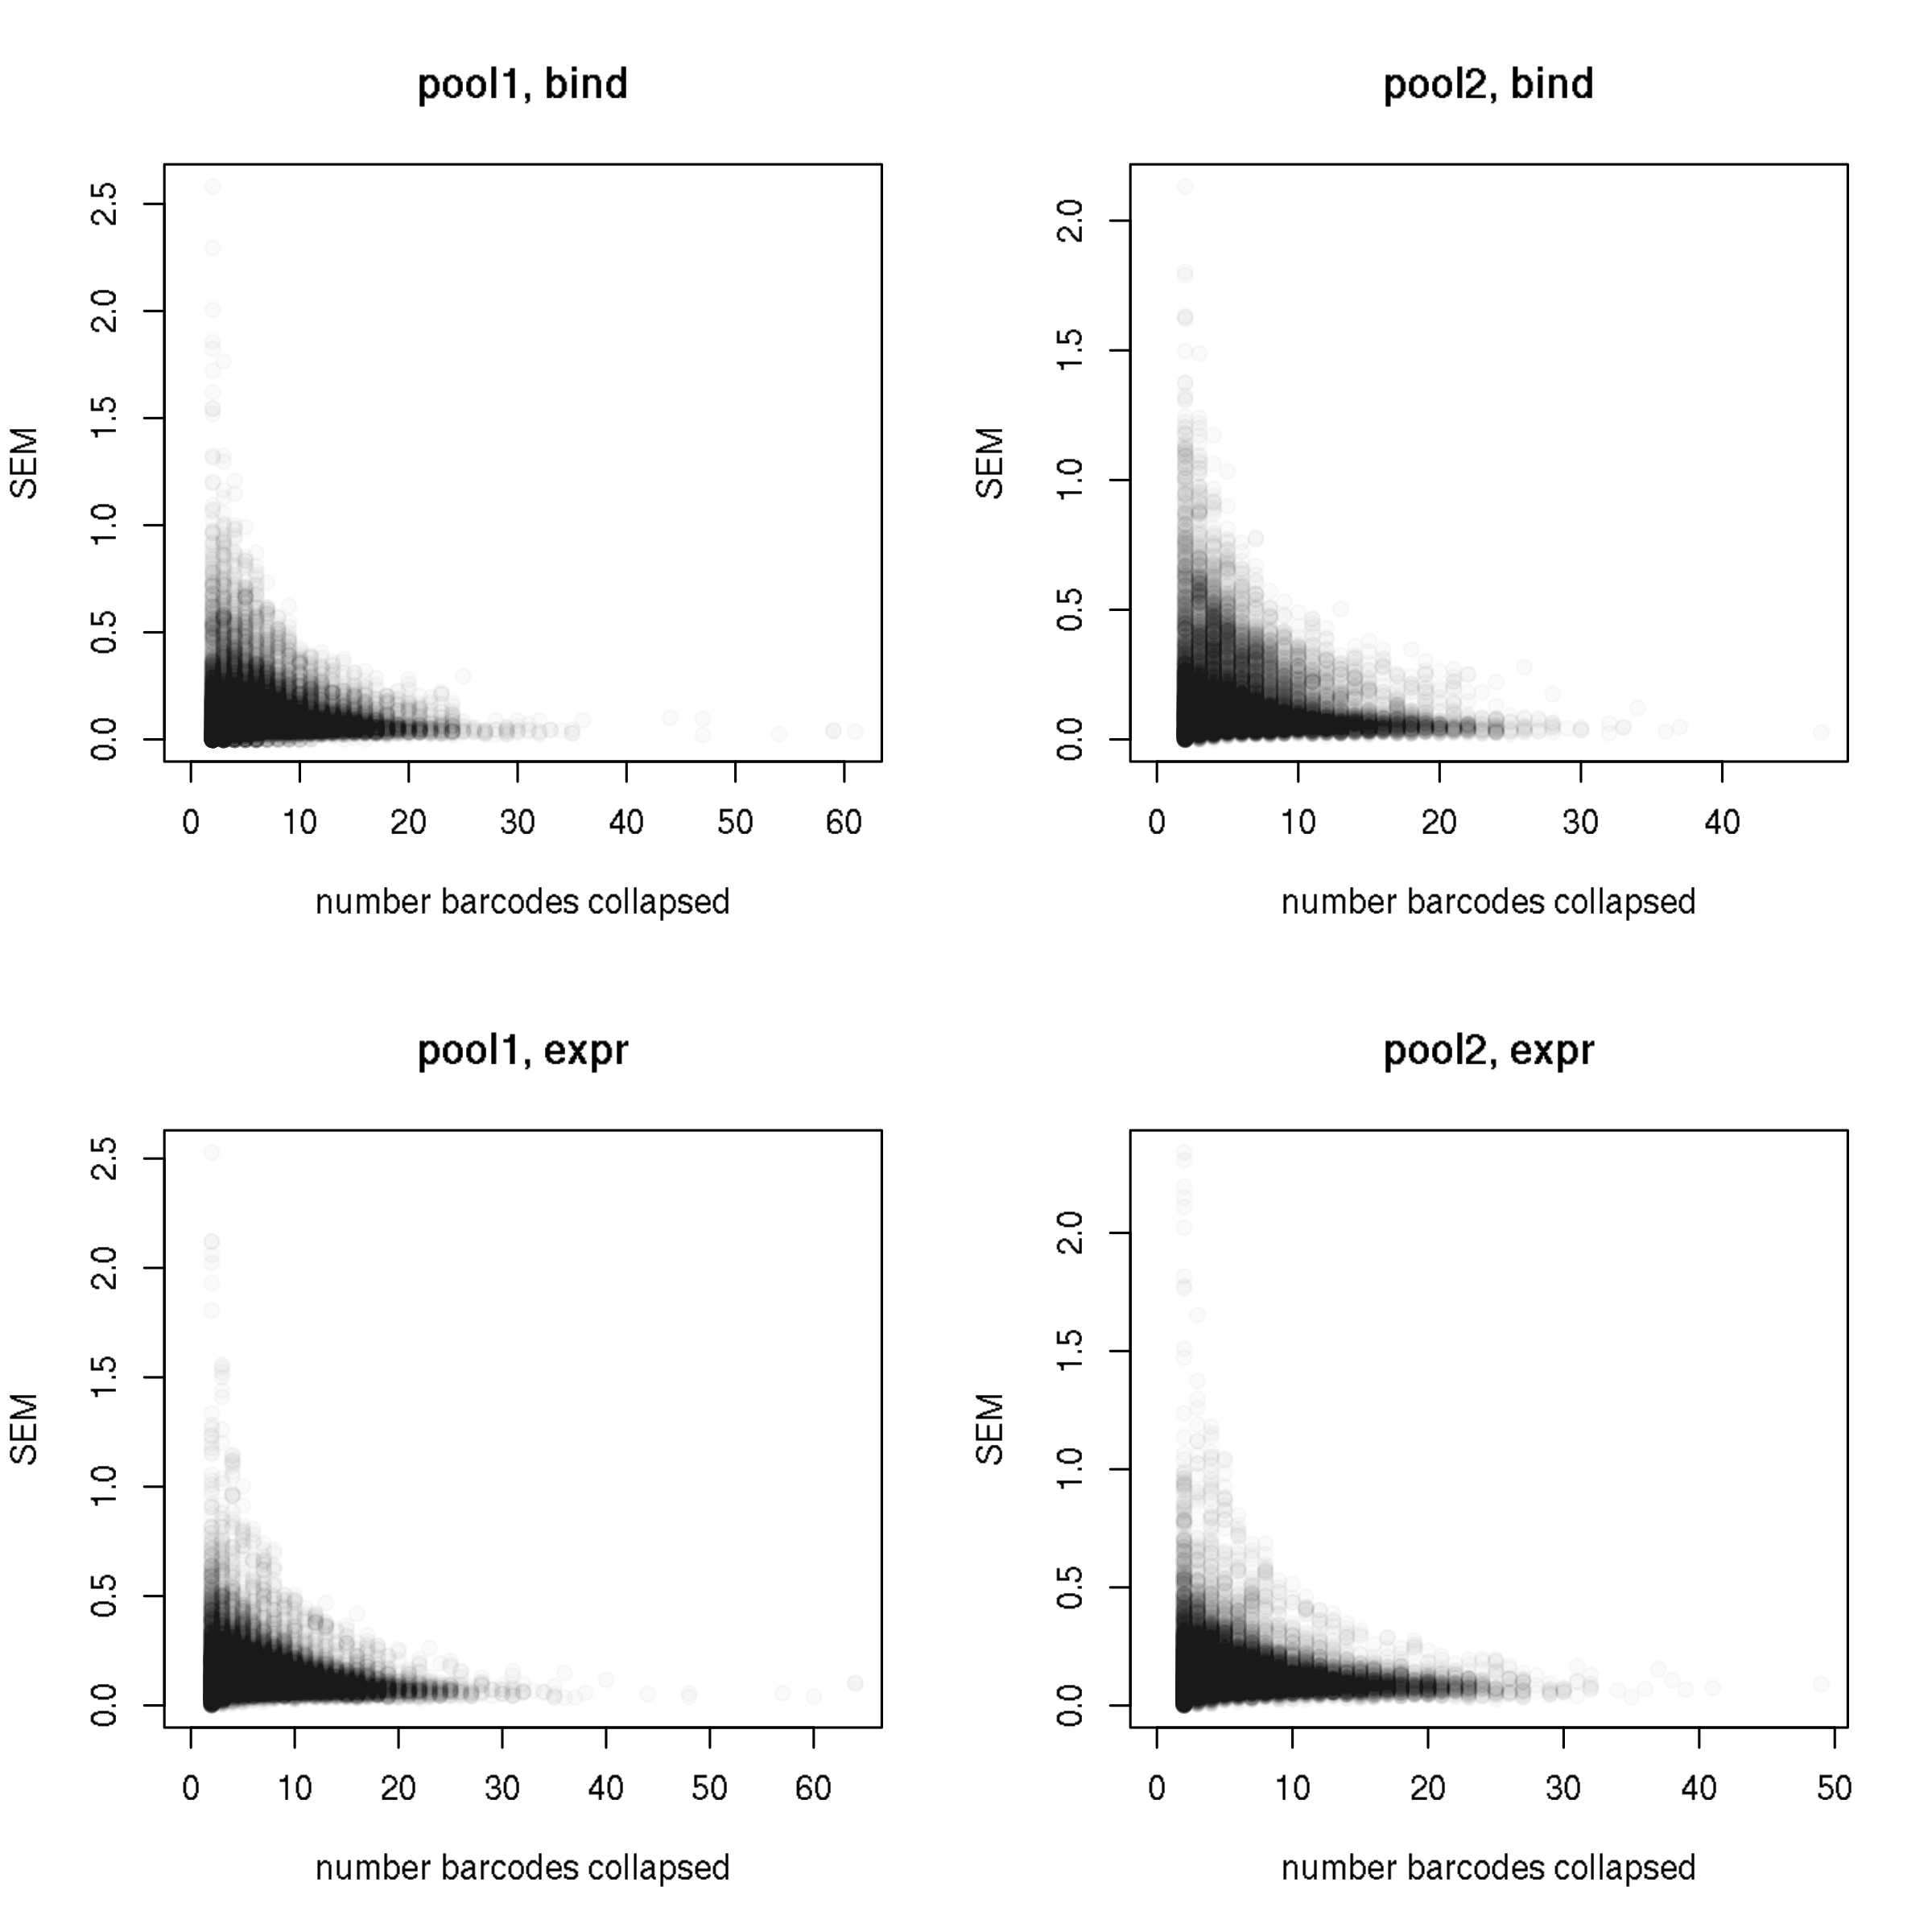 pool1, bind
SEM
2.5
2.0
1.5
1.0
0.5
0.0
0 10 20 30 40 50 60
number barcodes collapsed
pool2, bind
SEM
2.0
1.5
1.0
0.5
0.0
0 10 20 30 40
number barcodes collapsed
pool1, expr
SEM
2.5
2.0
1.5
1.0
0.5
0.0
0 10 20 30 40 50 60
number barcodes collapsed
pool2, expr
SEM
2.0
1.5
1.0
0.5
0.0
0 10 20 30 40 50
number barcodes collapsed